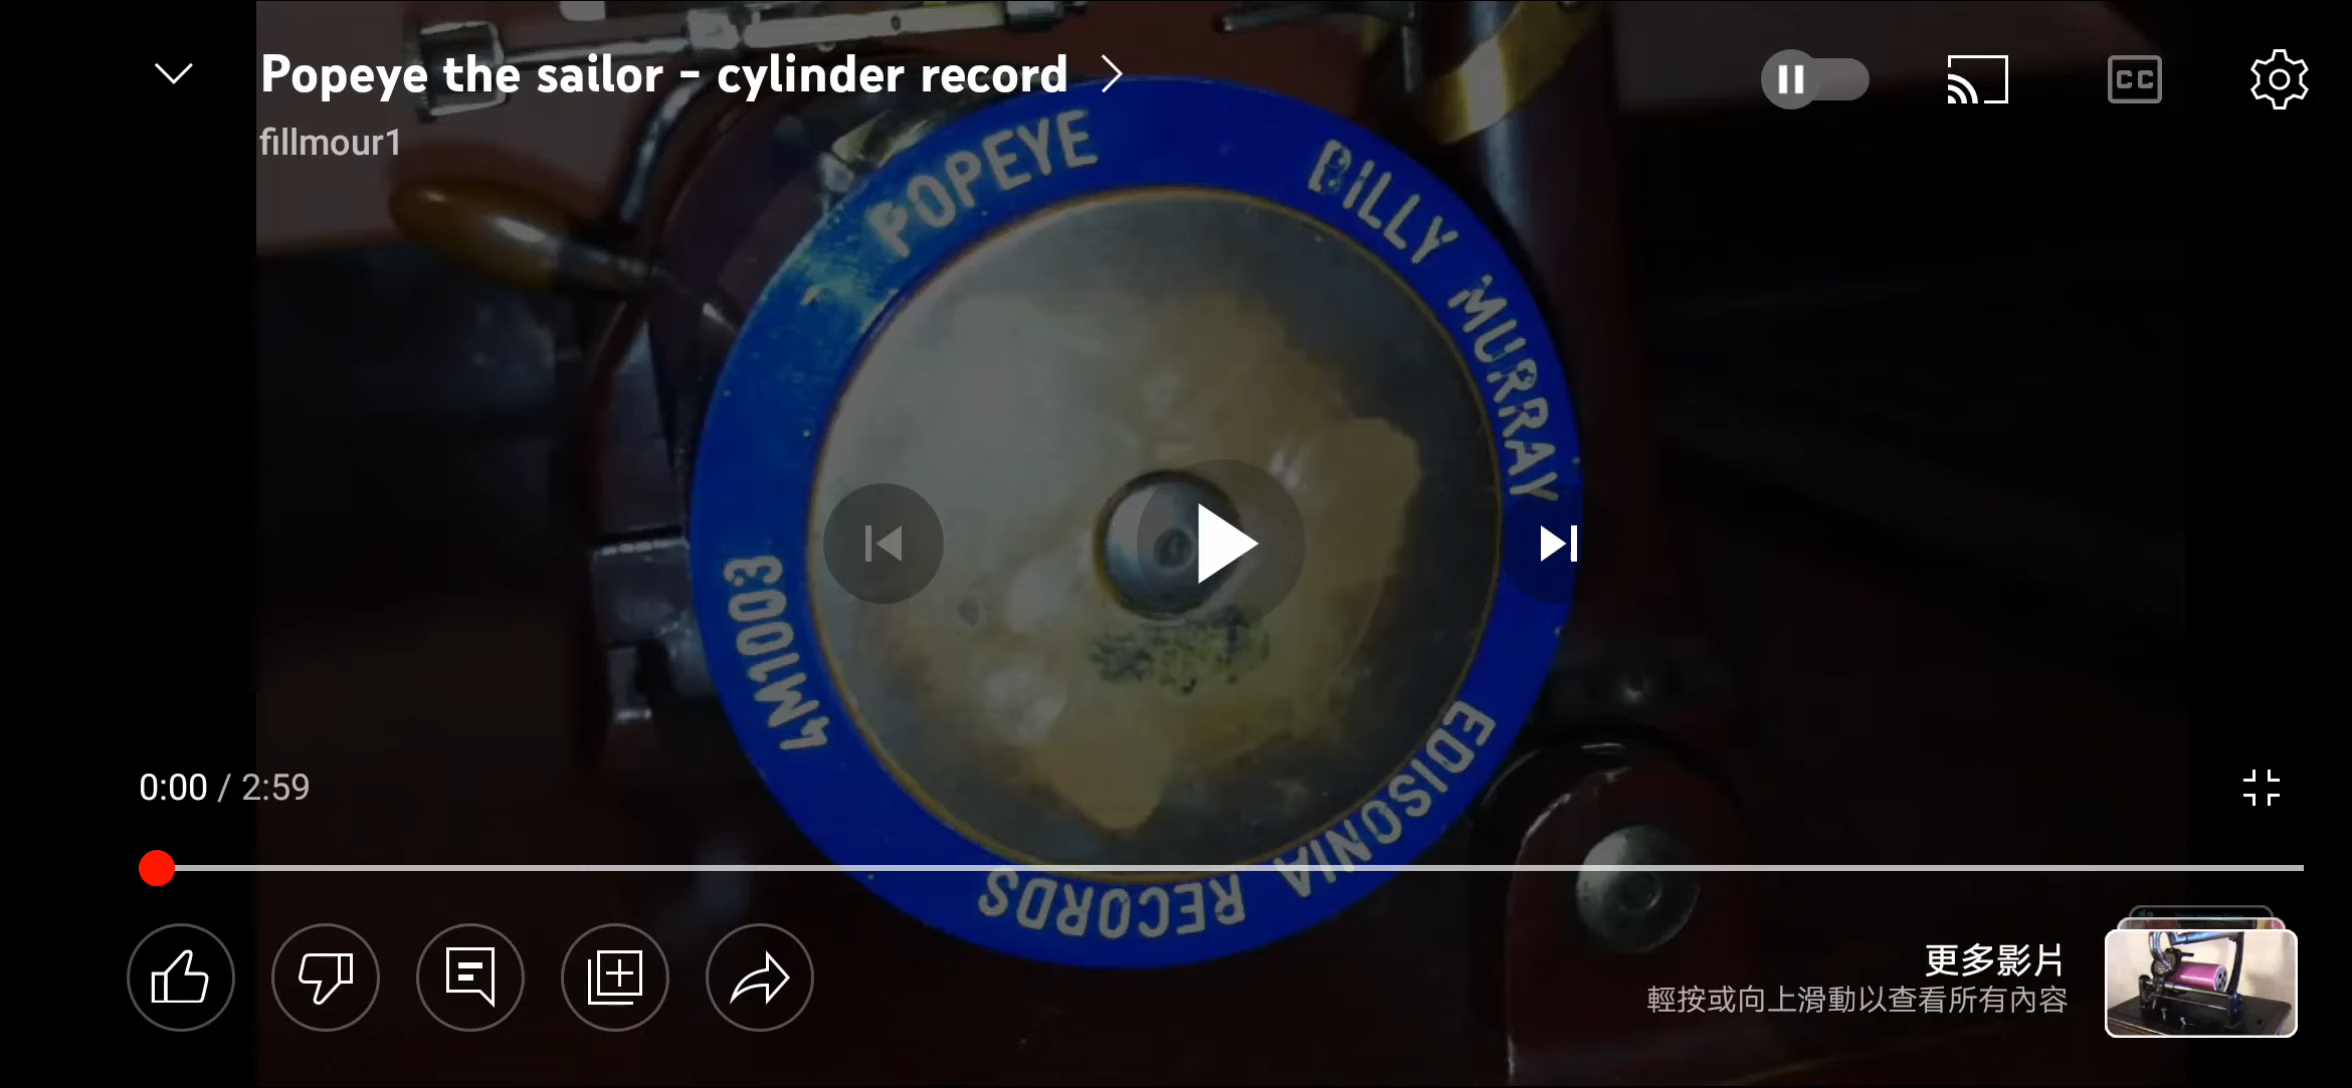 Popeye the sailor - cylinder record
fillmour1
CC
POPEYE
BILLY MURRAY
4M1003
EDISONIA RECORDS
0:00 / 2:59
更多影片
輕按或向上滑動以查看所有內容